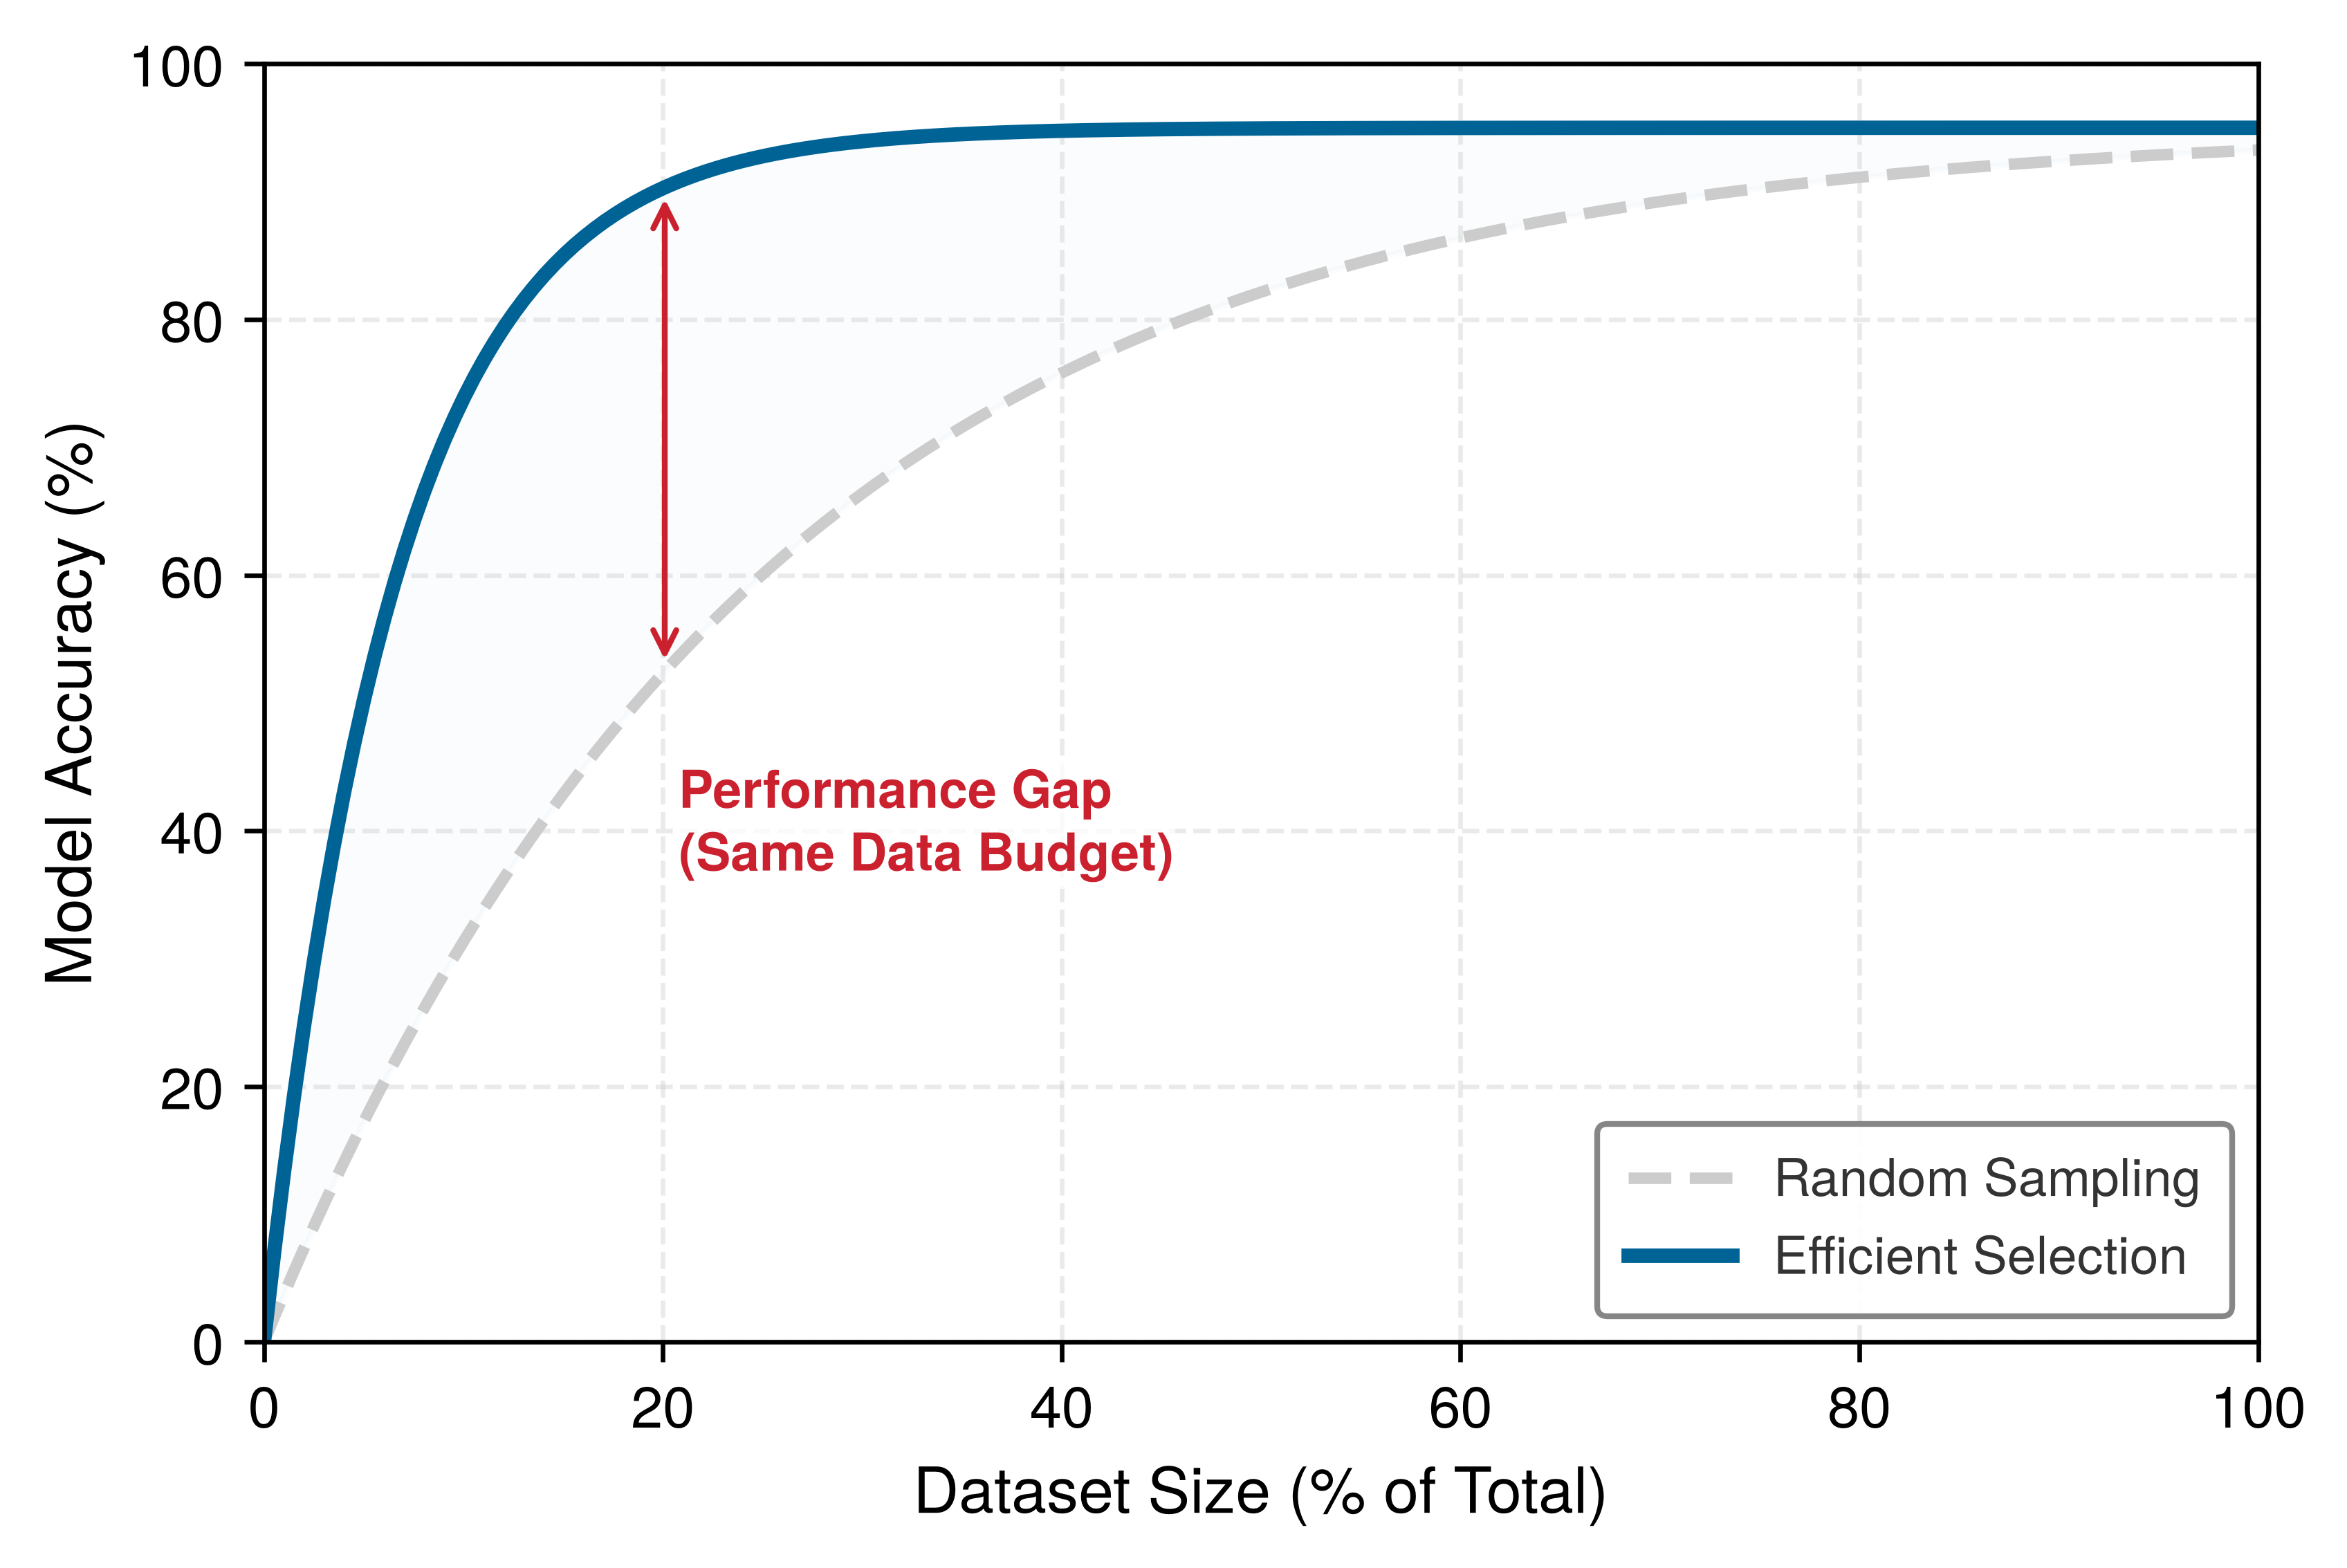 100
80
60
40
20
0
Model Accuracy (%)
Performance Gap
(Same Data Budget)
Random Sampling
Efficient Selection
0 20 40 60 80 100
Dataset Size (% of Total)